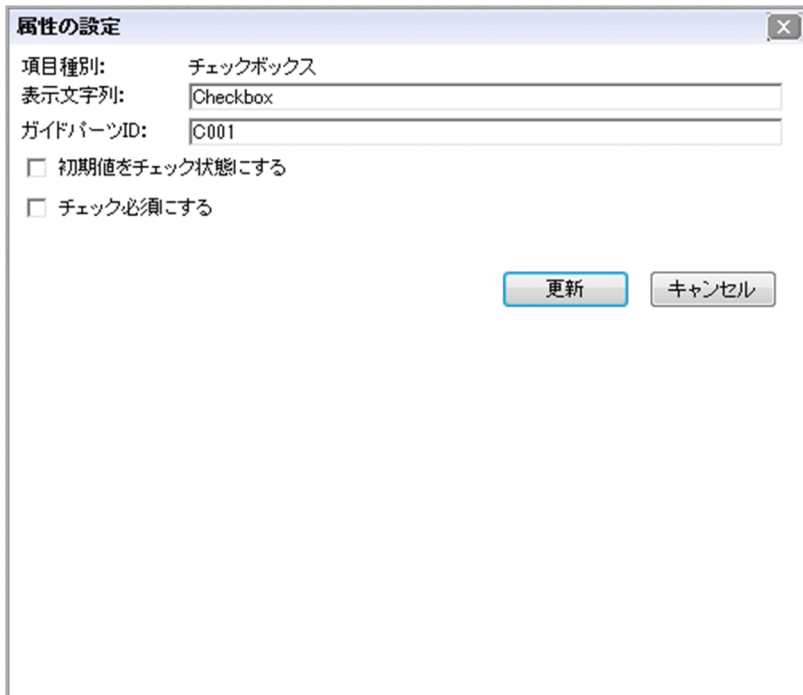 属性の設定
項目種別: チェックボックス
表示文字列: Checkbox
ガイドパーツID: C001
初期値をチェック状態にする
チェック必須にする
更新 キャンセル